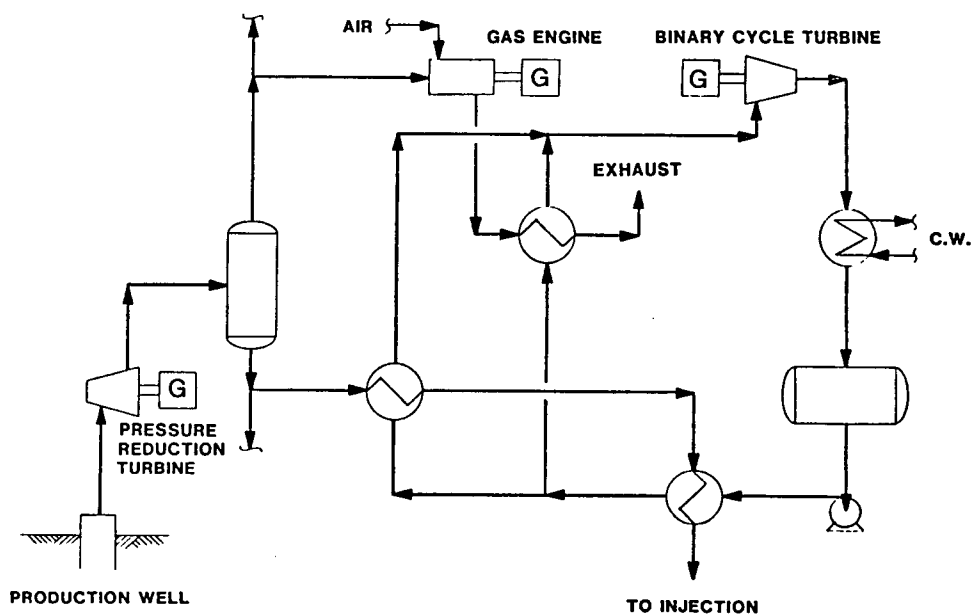 AIR
GAS ENGINE
BINARY CYCLE TURBINE
G
G
EXHAUST
C.W.
G
PRESSURE
REDUCTION
TURBINE
PRODUCTION WELL
TO INJECTION